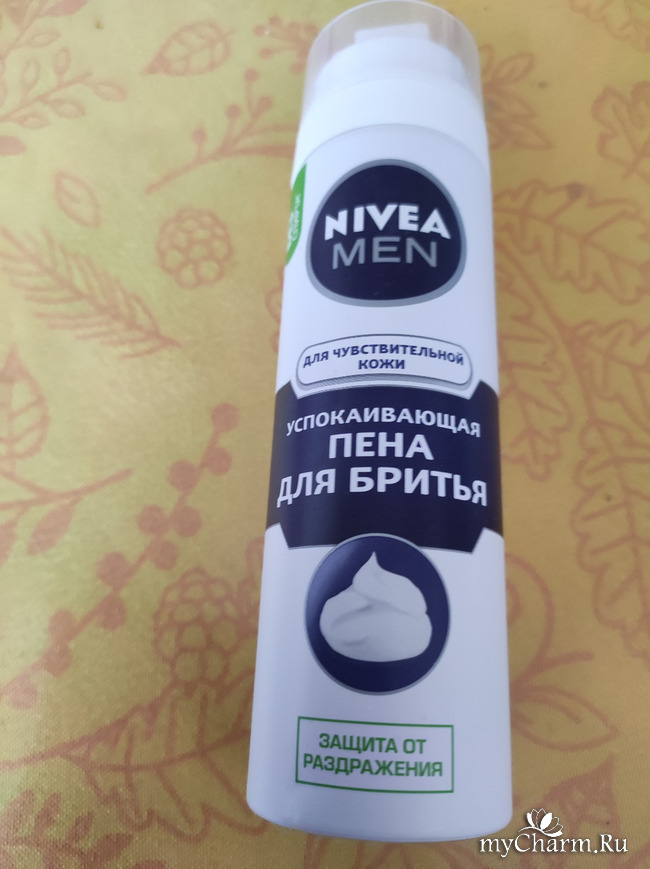 NIVEA
MEN
ДЛЯ ЧУВСТВИТЕЛЬНОЙ
КОЖИ
УСПОКАИВАЮЩАЯ
ПЕНА
ДЛЯ БРИТЬЯ
ЗАЩИТА ОТ
РАЗДРАЖЕНИЯ
myCharm.Ru